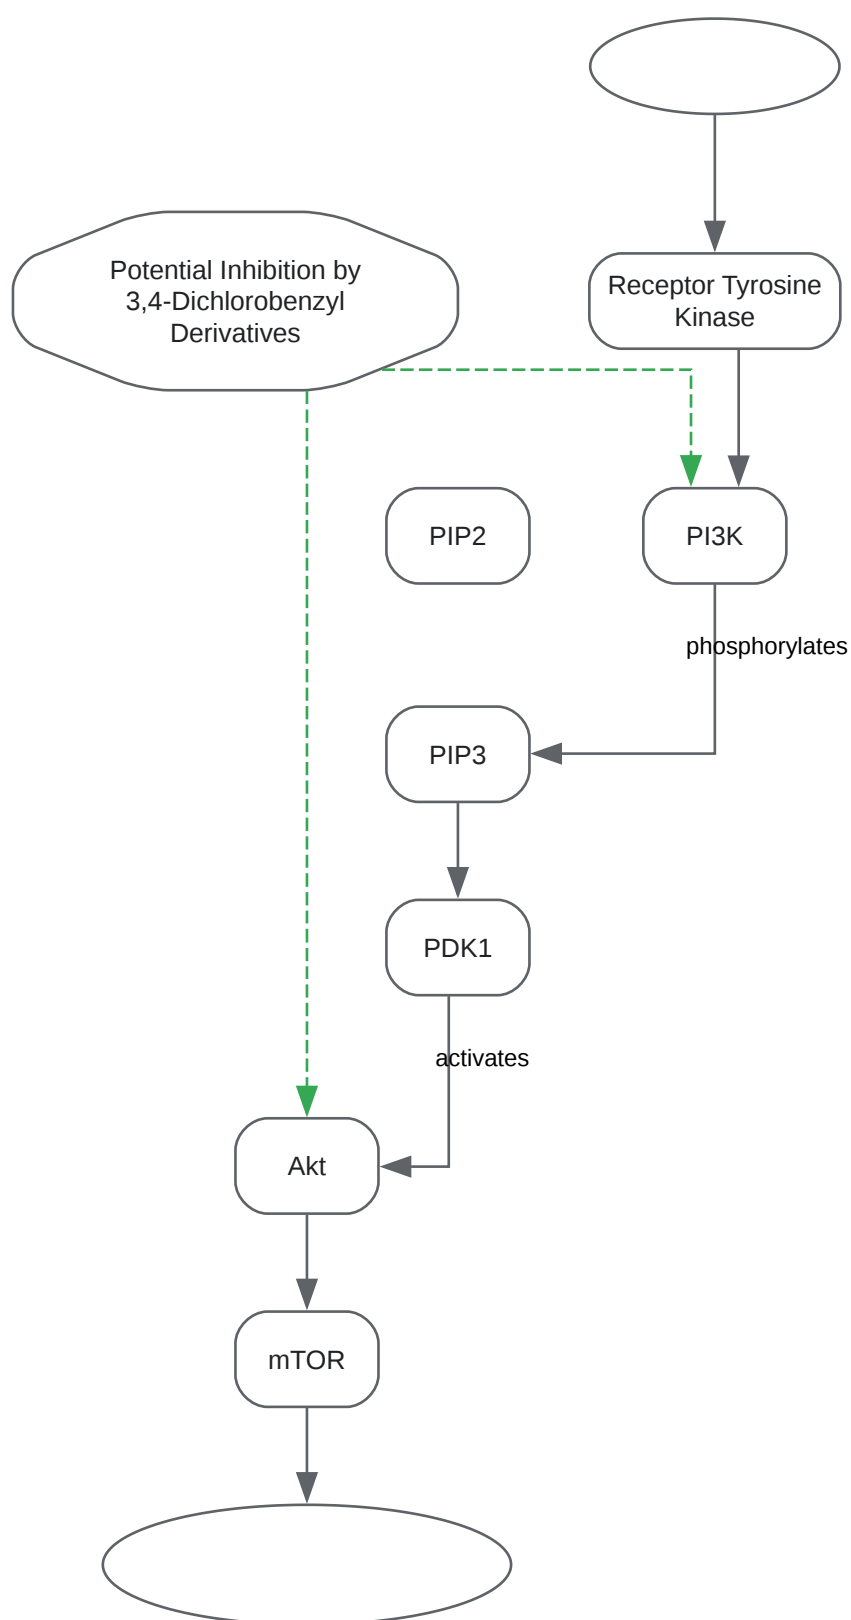 Potential Inhibition by
3,4-Dichlorobenzyl
Derivatives
Receptor Tyrosine
Kinase
PIP2
PI3K
phosphorylates
PIP3
PDK1
activates
Akt
mTOR